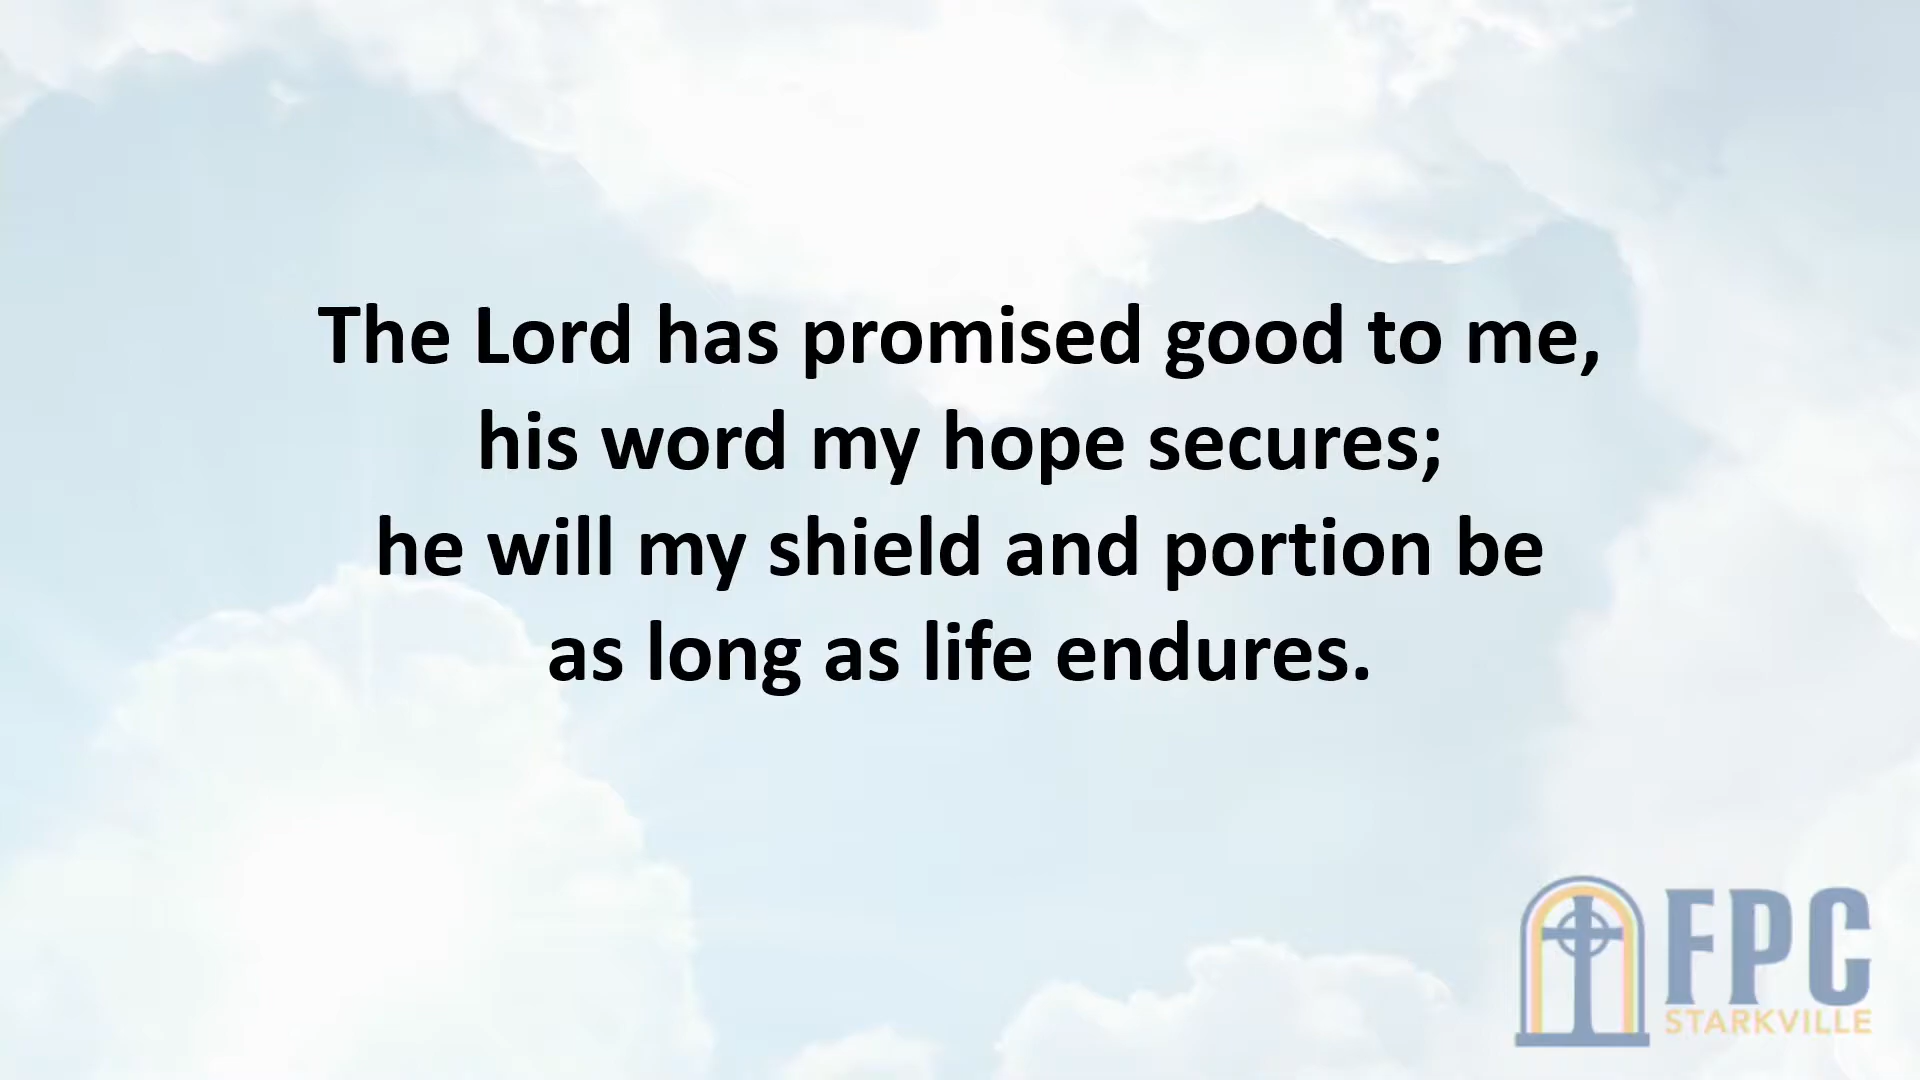 The Lord has promised good to me,
his word my hope secures;
he will my shield and portion be
as long as life endures.
FPC
STARKVILLE